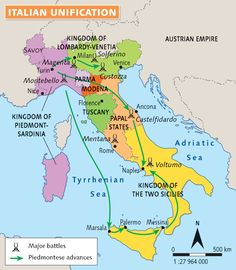 ITALIAN UNIFICATION
KINGDOM OF
LOMBARDY-VENETIA
AUSTRIAN EMPIRE
SAVOY
Milan
Solferino
Magenta
Venice
Turin
Custozza
Montebello
PARMA
Nice
MODENA
KINGDOM OF
PIEDMONT-
SARDINIA
Florence
TUSCANY
Ancona
Castelfidardo
PAPAL
STATES
Mentana
Rome
Adriatic
Sea
Volturno
Naples
Tyrrhenian
Sea
KINGDOM OF
THE TWO SICILIES
Marsala
Palermo
Messina
N
Major battles
Piedmontese advances
0
500 km
1:27 964 000